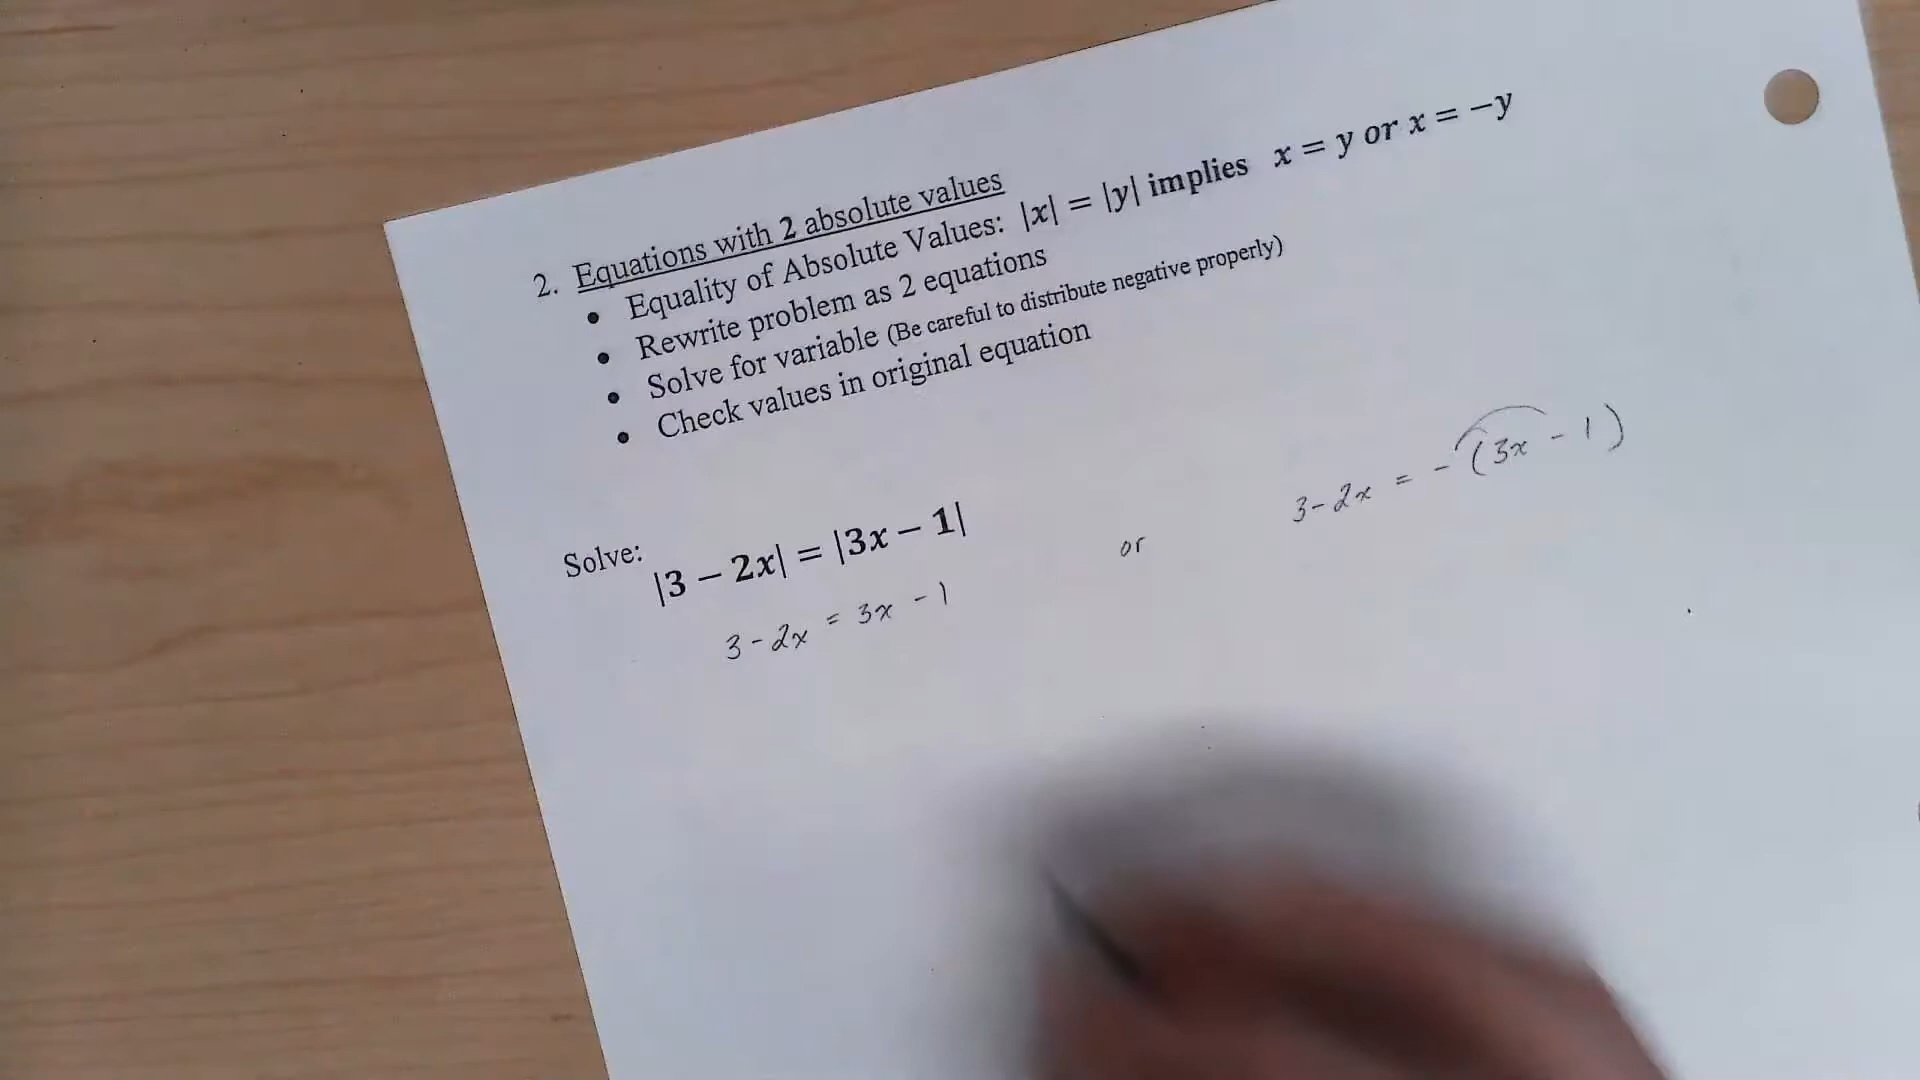 2. Equations with 2 absolute values
• Equality of Absolute Values: |x| = |y| implies x = y or x = −y
• Rewrite problem as 2 equations
• Solve for variable (Be careful to distribute negative properly)
• Check values in original equation
Solve: |3 − 2x| = |3x − 1|
3 - 2x = 3x - 1
or
3 - 2x = - (3x - 1)